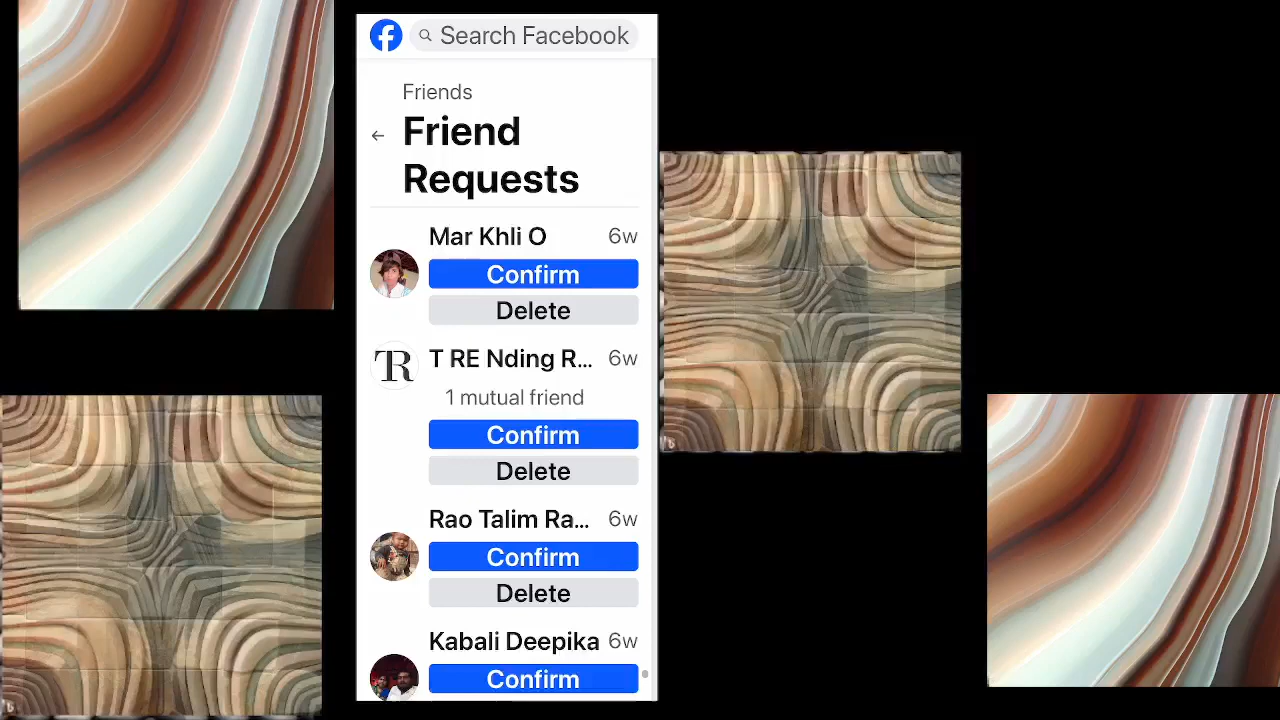 Search Facebook
Friends
Friend
Requests
Mar Khli O 6w
Confirm
Delete
TR
T RE Nding R... 6w
1 mutual friend
Confirm
Delete
Rao Talim Ra... 6w
Confirm
Delete
Kabali Deepika 6w
Confirm